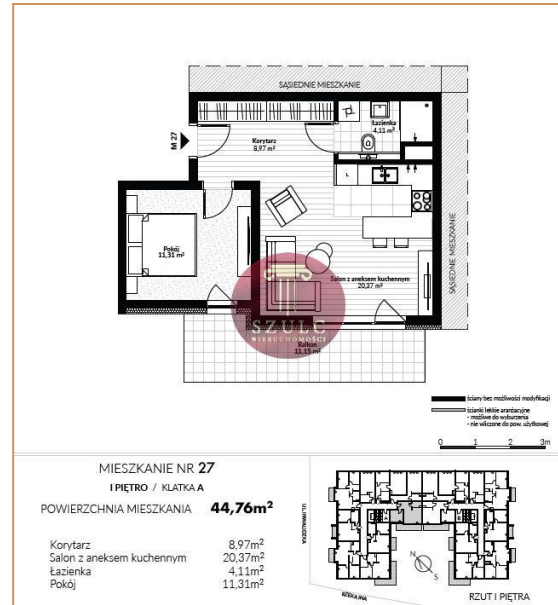 SĄSIEDNIE MIESZKANIE
M 27
Korytarz
8,97 m²
Łazienka
4,11 m²
L
Pokój
11,31 m²
Salon z aneksem kuchennym
20,37 m²
SĄSIEDNIE MIESZKANIE
SZULC
NIERUCHOMOŚCI
Balkon
11,15 m²
ściany bez możliwości modyfikacji
ścianki lekkie aranżacyjne
- możliwe do wyburzenia
- nie wliczone do pow. użytkowej
0 1 2 3m
MIESZKANIE NR 27
I PIĘTRO / KLATKA A
POWIERZCHNIA MIESZKANIA 44,76m²
Korytarz 8,97m²
Salon z aneksem kuchennym 20,37m²
Łazienka 4,11m²
Pokój 11,31m²
N
S
RZUT I PIĘTRA